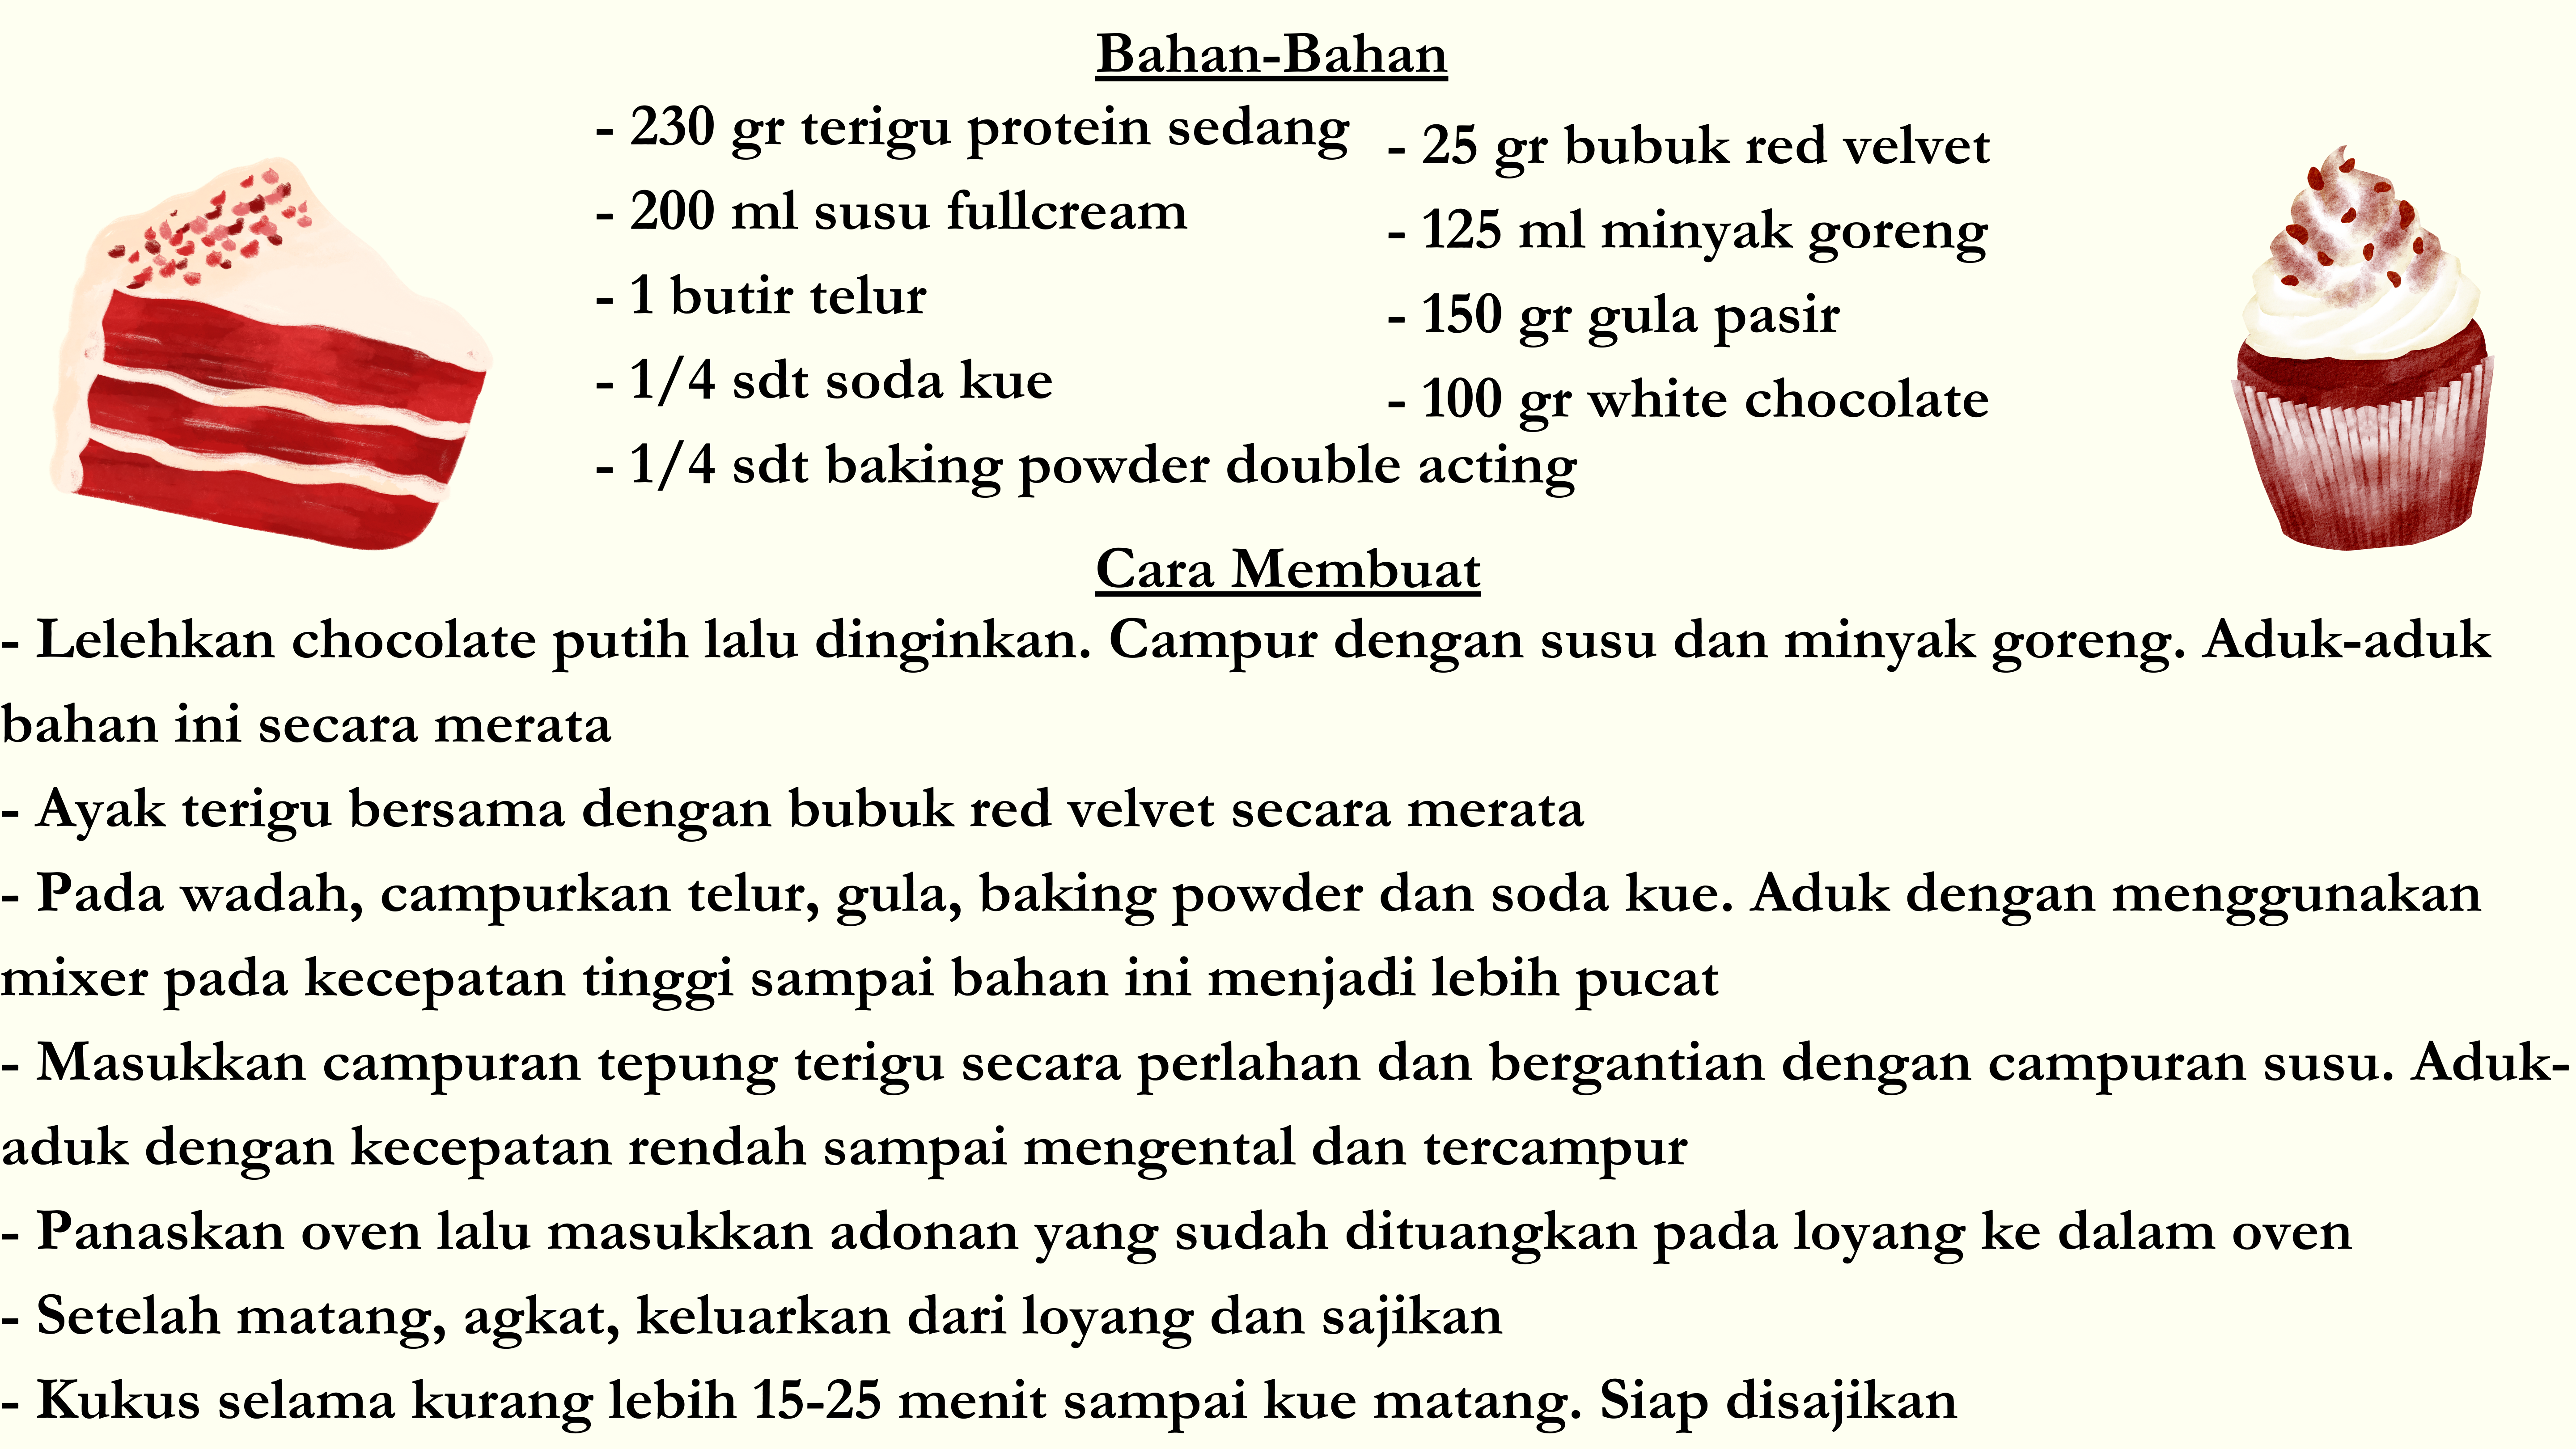 Bahan-Bahan
- 230 gr terigu protein sedang
- 200 ml susu fullcream
- 1 butir telur
- 1/4 sdt soda kue
- 1/4 sdt baking powder double acting
- 25 gr bubuk red velvet
- 125 ml minyak goreng
- 150 gr gula pasir
- 100 gr white chocolate
Cara Membuat
- Lelehkan chocolate putih lalu dinginkan. Campur dengan susu dan minyak goreng. Aduk-aduk
bahan ini secara merata
- Ayak terigu bersama dengan bubuk red velvet secara merata
- Pada wadah, campurkan telur, gula, baking powder dan soda kue. Aduk dengan menggunakan
mixer pada kecepatan tinggi sampai bahan ini menjadi lebih pucat
- Masukkan campuran tepung terigu secara perlahan dan bergantian dengan campuran susu. Aduk-
aduk dengan kecepatan rendah sampai mengental dan tercampur
- Panaskan oven lalu masukkan adonan yang sudah dituangkan pada loyang ke dalam oven
- Setelah matang, agkat, keluarkan dari loyang dan sajikan
- Kukus selama kurang lebih 15-25 menit sampai kue matang. Siap disajikan